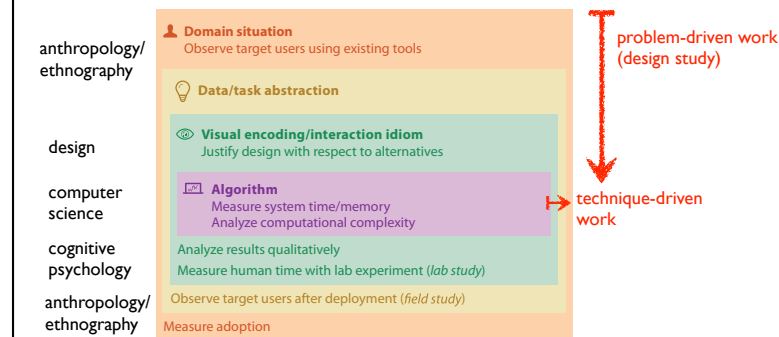 Domain situation
Observe target users using existing tools
anthropology/
ethnography
problem-driven work
(design study)
Data/task abstraction
Visual encoding/interaction idiom
Justify design with respect to alternatives
design
Algorithm
Measure system time/memory
Analyze computational complexity
computer
science
technique-driven
work
Analyze results qualitatively
Measure human time with lab experiment (lab study)
cognitive
psychology
Observe target users after deployment (field study)
anthropology/
ethnography
Measure adoption